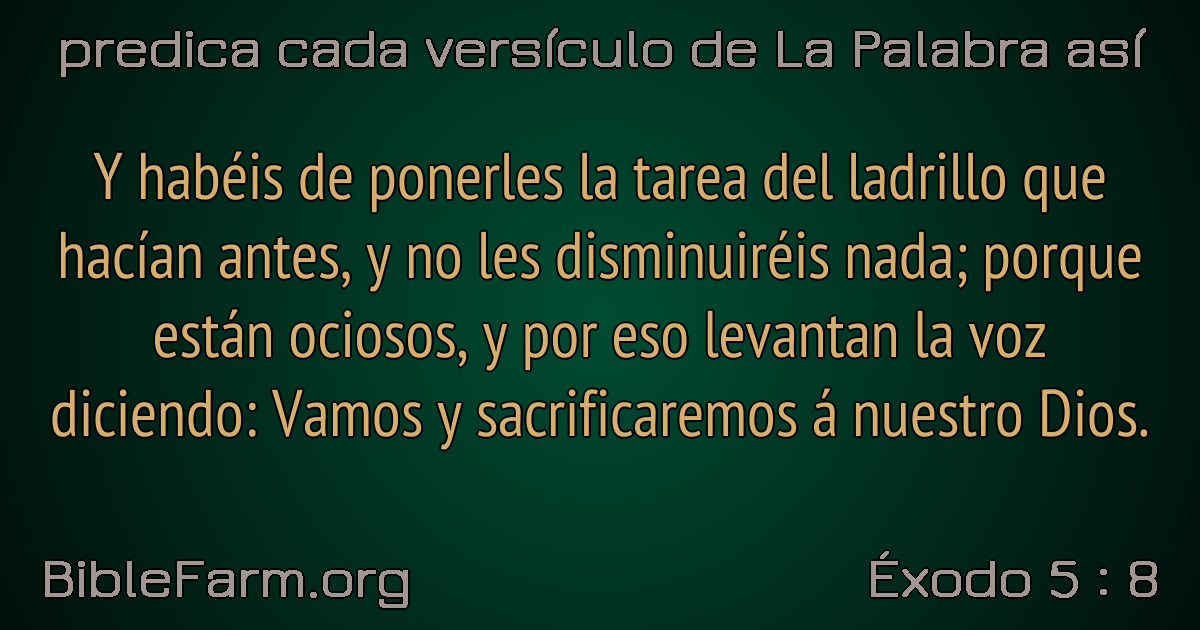 predica cada versículo de La Palabra así
Y habéis de ponerles la tarea del ladrillo que
hacían antes, y no les disminuiréis nada; porque
están ociosos, y por eso levantan la voz
diciendo: Vamos y sacrificaremos á nuestro Dios.
BibleFarm.org
Éxodo 5 : 8